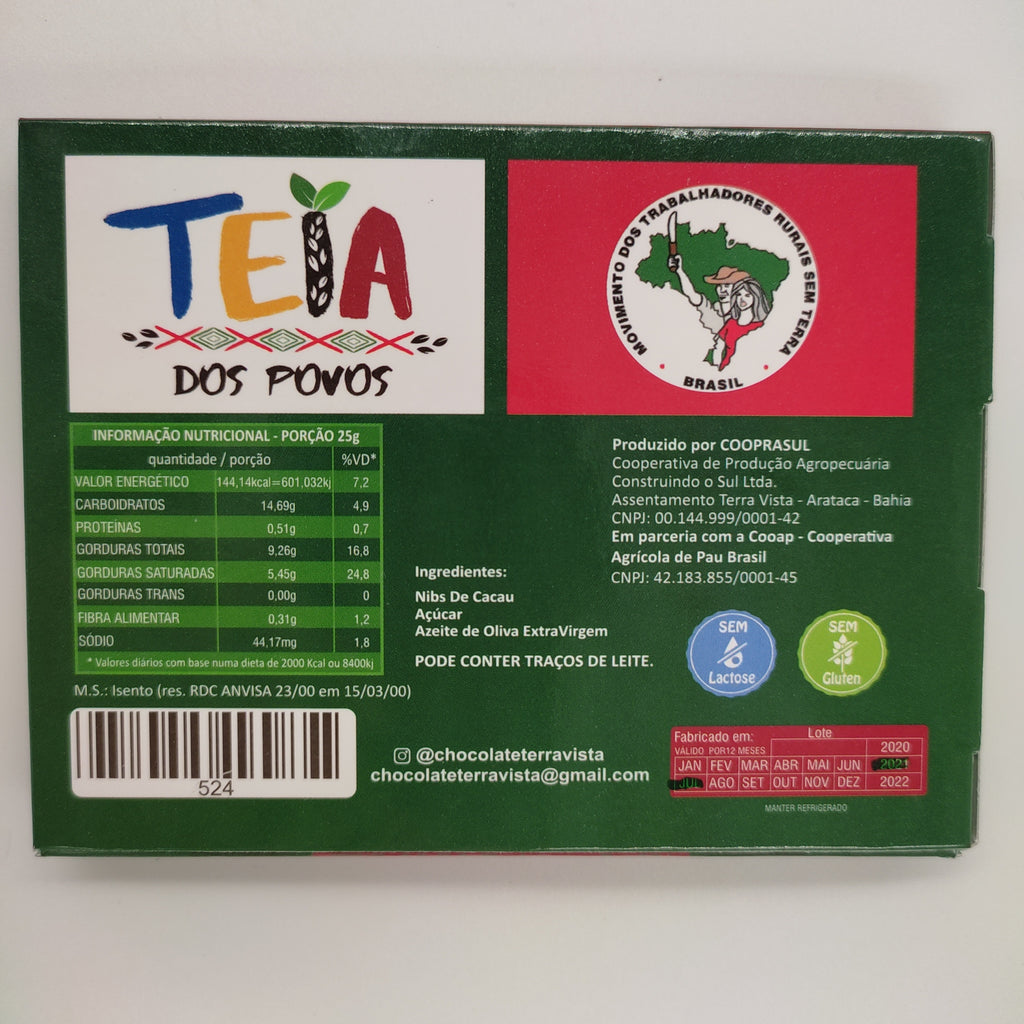 TEIA
DOS POVOS
MOVIMENTO DOS TRABALHADORES RURAIS SEM TERRA
BRASIL
INFORMAÇÃO NUTRICIONAL - PORÇÃO 25g
quantidade / porção %VD*
VALOR ENERGÉTICO 144,14kcal=601,032kj 7,2
CARBOIDRATOS 14,69g 4,9
PROTEÍNAS 0,51g 0,7
GORDURAS TOTAIS 9,26g 16,8
GORDURAS SATURADAS 5,45g 24,8
GORDURAS TRANS 0,00g 0
FIBRA ALIMENTAR 0,31g 1,2
SÓDIO 44,17mg 1,8
* Valores diários com base numa dieta de 2000 Kcal ou 8400kj
M.S.: Isento (res. RDC ANVISA 23/00 em 15/03/00)
524
Ingredientes:
Nibs De Cacau
Açúcar
Azeite de Oliva ExtraVirgem
PODE CONTER TRAÇOS DE LEITE.
@chocolateterravista
chocolateterravista@gmail.com
Produzido por COOPRASUL
Cooperativa de Produção Agropecuária
Construindo o Sul Ltda.
Assentamento Terra Vista - Arataca - Bahia
CNPJ: 00.144.999/0001-42
Em parceria com a Cooap - Cooperativa
Agrícola de Pau Brasil
CNPJ: 42.183.855/0001-45
SEM
Lactose
SEM
Glúten
Fabricado em: Lote
VÁLIDO POR12 MESES 2020
JAN FEV MAR ABR MAI JUN 2021
JUL AGO SET OUT NOV DEZ 2022
MANTER REFRIGERADO